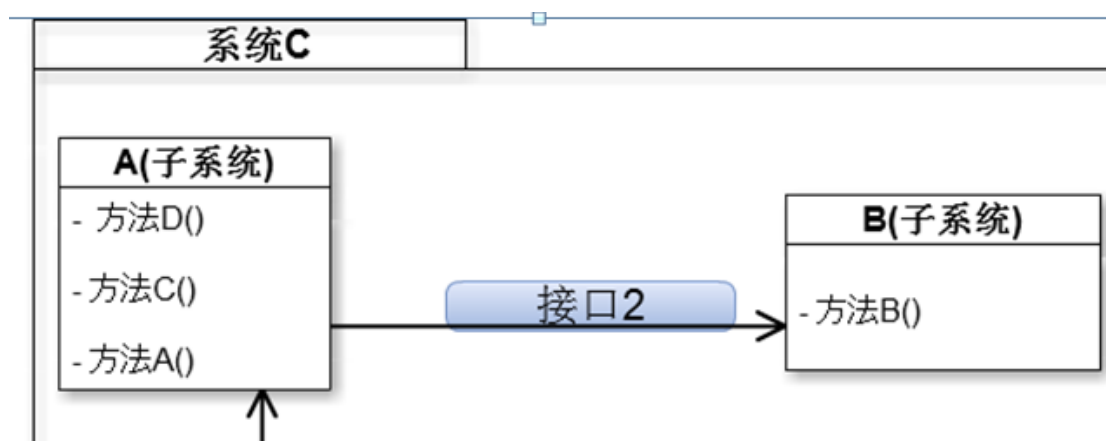 系统C
A(子系统)
- 方法D()
- 方法C()
- 方法A()
接口2
B(子系统)
- 方法B()